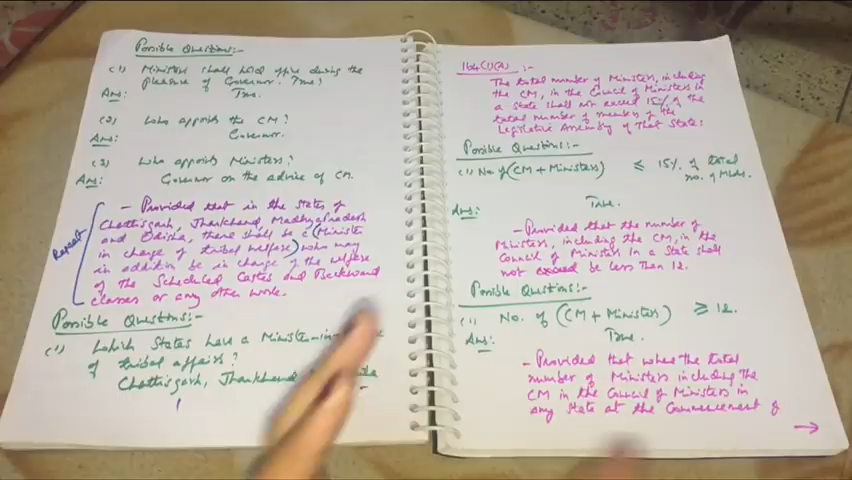 Possible Questions:-
(1) Ministers shall hold office during the
pleasure of Governor. True?
Ans: True.
(2) Who appoints the CM?
Ans: Governor.
(3) Who appoints Ministers?
Ans: Governor on the advise of CM.
Repeat
- Provided that in the states of
Chattisgarh, Jharkhand, Madhya Pradesh
and Odisha, there shall be a (Minister
in charge of tribal welfare) who may
in addition be in charge of the welfare
of the Scheduled Castes and Backward
classes or any other work.
Possible Questions:-
(1) Which States have a Minister-in-
of tribal affairs?
Chattisgarh, Jharkhand
164(1)(A) :-
The total number of Ministers, including
the CM, in the Council of Ministers in
a State shall not exceed 15% of the
total number of members of the
Legislative Assembly of that State:
Possible Questions:-
(1) No of (CM + Ministers) ≤ 15% of total
no. of
Ans: True.
- Provided that the number of
Ministers, including the CM, in the
Council of Ministers in a State shall
not exceed be less than 12.
Possible Questions:-
(1) No. of (CM + Ministers) ≥ 12.
Ans: True.
- Provided that where the total
number of Ministers including the
CM in the Council of Ministers in
any State at the Commencement of
→